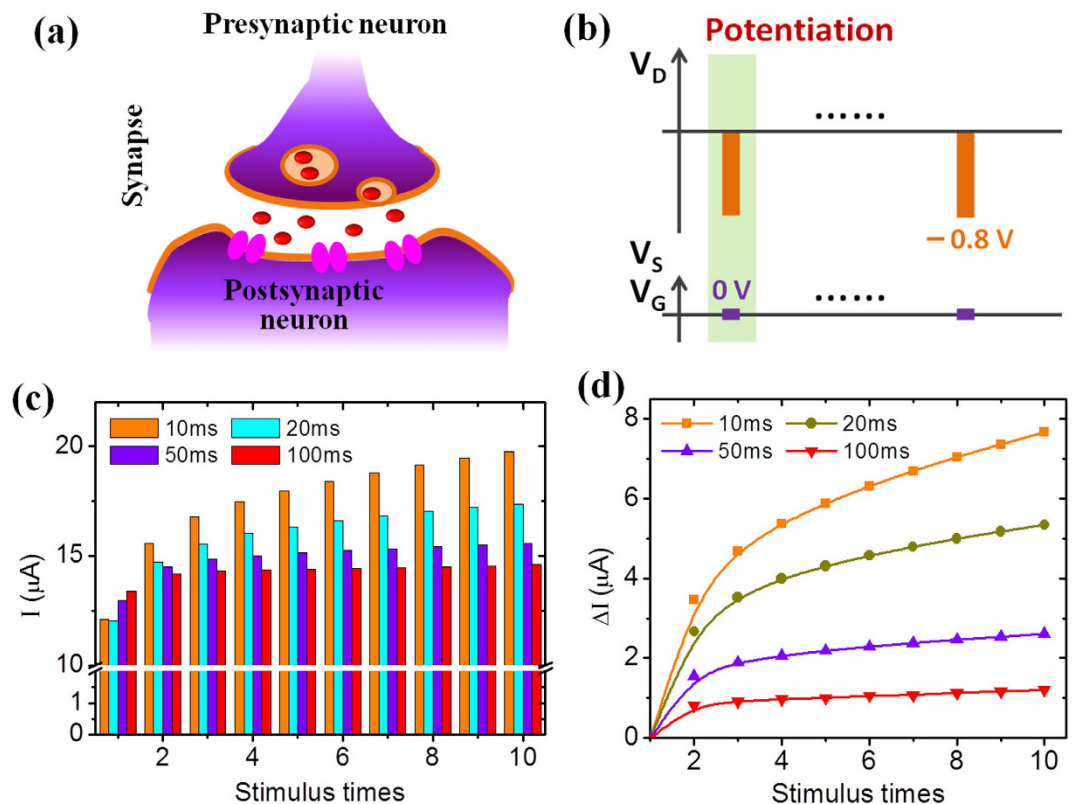 (a)
Presynaptic neuron
Synapse
Postsynaptic
neuron
(b)
Potentiation
V_D
......
− 0.8 V
V_S
V_G
0 V
......
(c)
10ms 20ms
50ms 100ms
I (μA)
20
15
10
1
0
2 4 6 8 10
Stimulus times
(d)
10ms 20ms
50ms 100ms
ΔI (μA)
8
6
4
2
0
2 4 6 8 10
Stimulus times